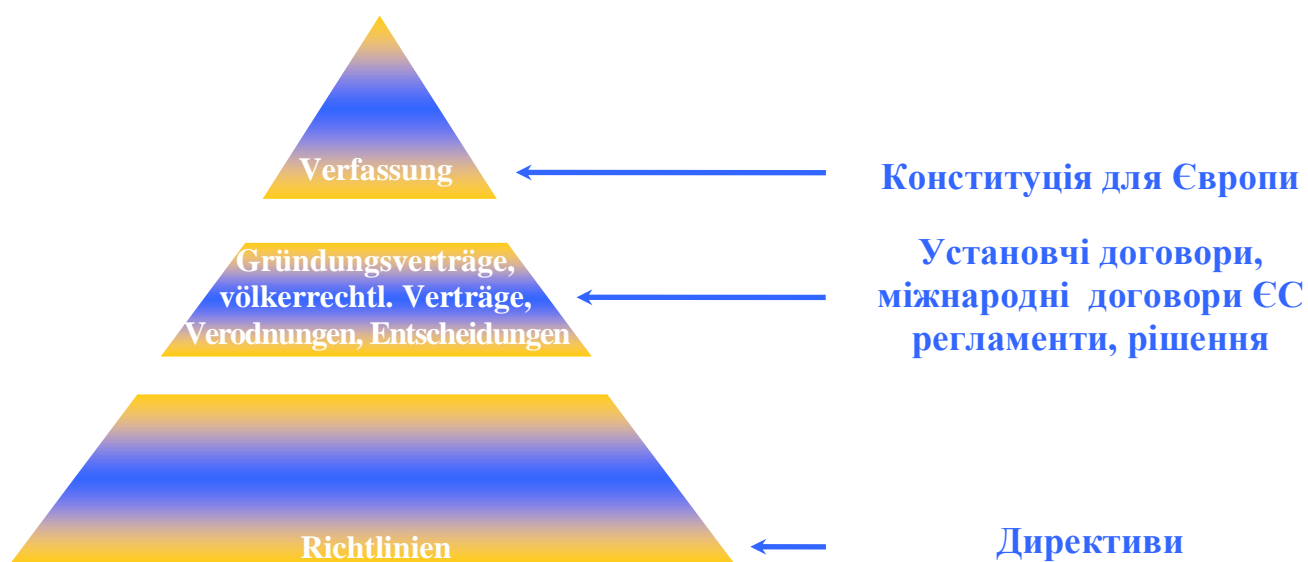 Verfassung
Конституція для Європи
Gründungsverträge,
völkerrechtl. Verträge,
Verodnungen, Entscheidungen
Установчі договори,
міжнародні договори ЄС
регламенти, рішення
Richtlinien
Директиви